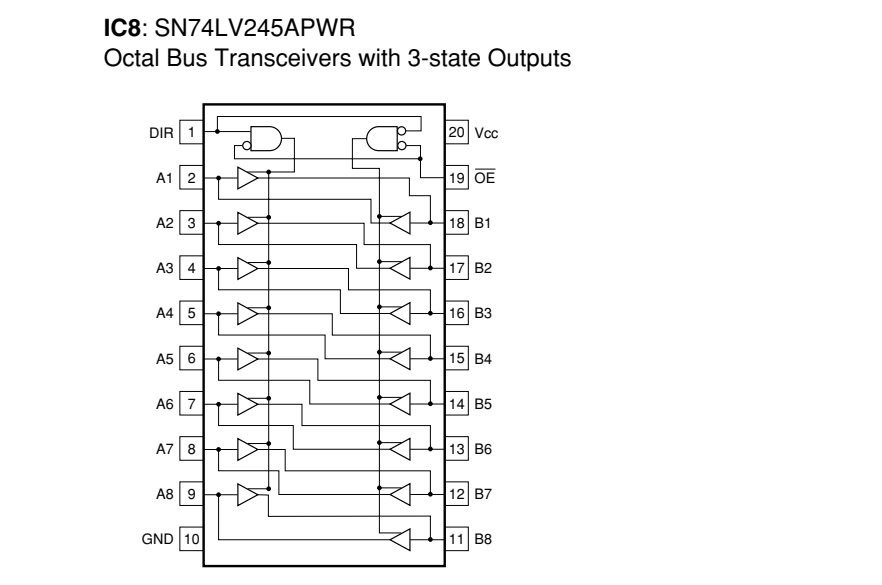 IC8: SN74LV245APWR
Octal Bus Transceivers with 3-state Outputs
DIR 1 20 Vcc
A1 2 19 OE
A2 3 18 B1
A3 4 17 B2
A4 5 16 B3
A5 6 15 B4
A6 7 14 B5
A7 8 13 B6
A8 9 12 B7
GND 10 11 B8